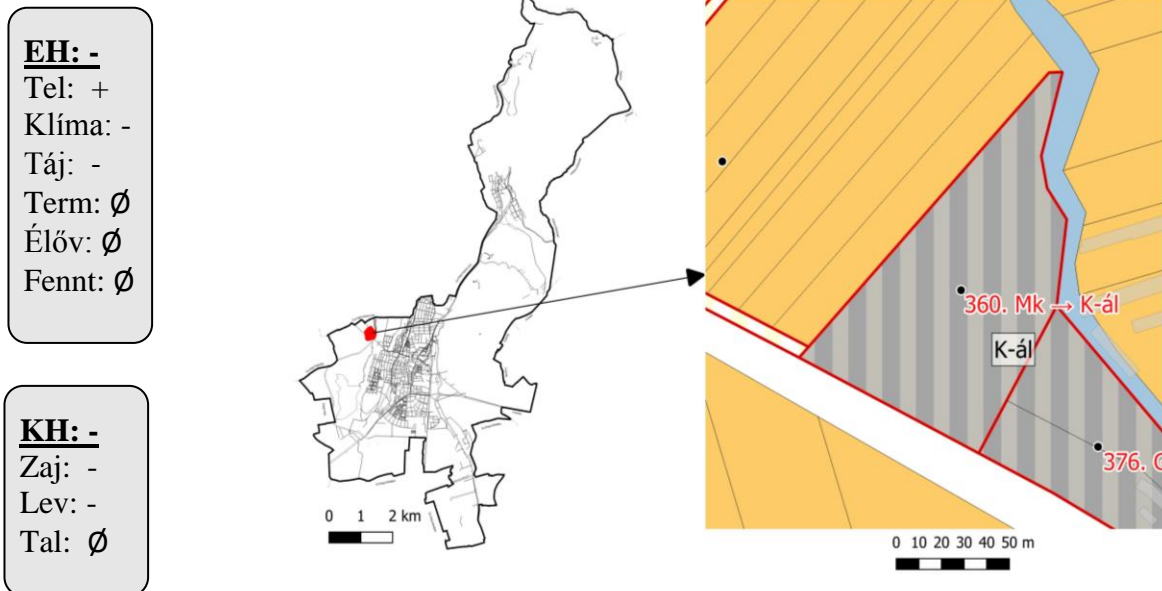 EH: -
Tel: +
Klíma: -
Táj: -
Term: Ø
Élőv: Ø
Fennt: Ø
KH: -
Zaj: -
Lev: -
Tal: Ø
0 1 2 km
360. Mk → K-ál
K-ál
376.
0 10 20 30 40 50 m